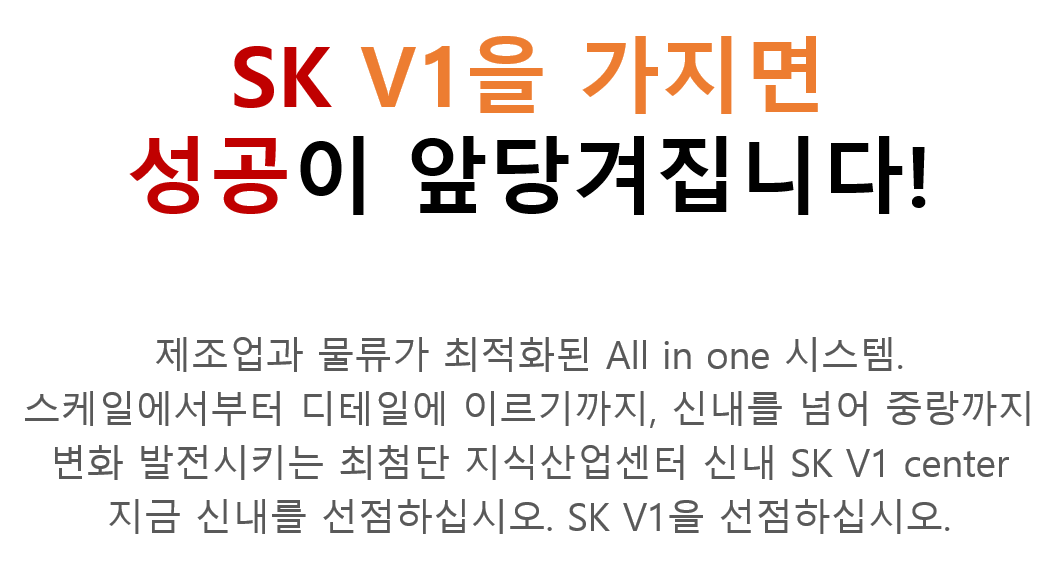 SK V1을 가지면
성공이 앞당겨집니다!
제조업과 물류가 최적화된 All in one 시스템.
스케일에서부터 디테일에 이르기까지, 신내를 넘어 중랑까지
변화 발전시키는 최첨단 지식산업센터 신내 SK V1 center
지금 신내를 선점하십시오. SK V1을 선점하십시오.